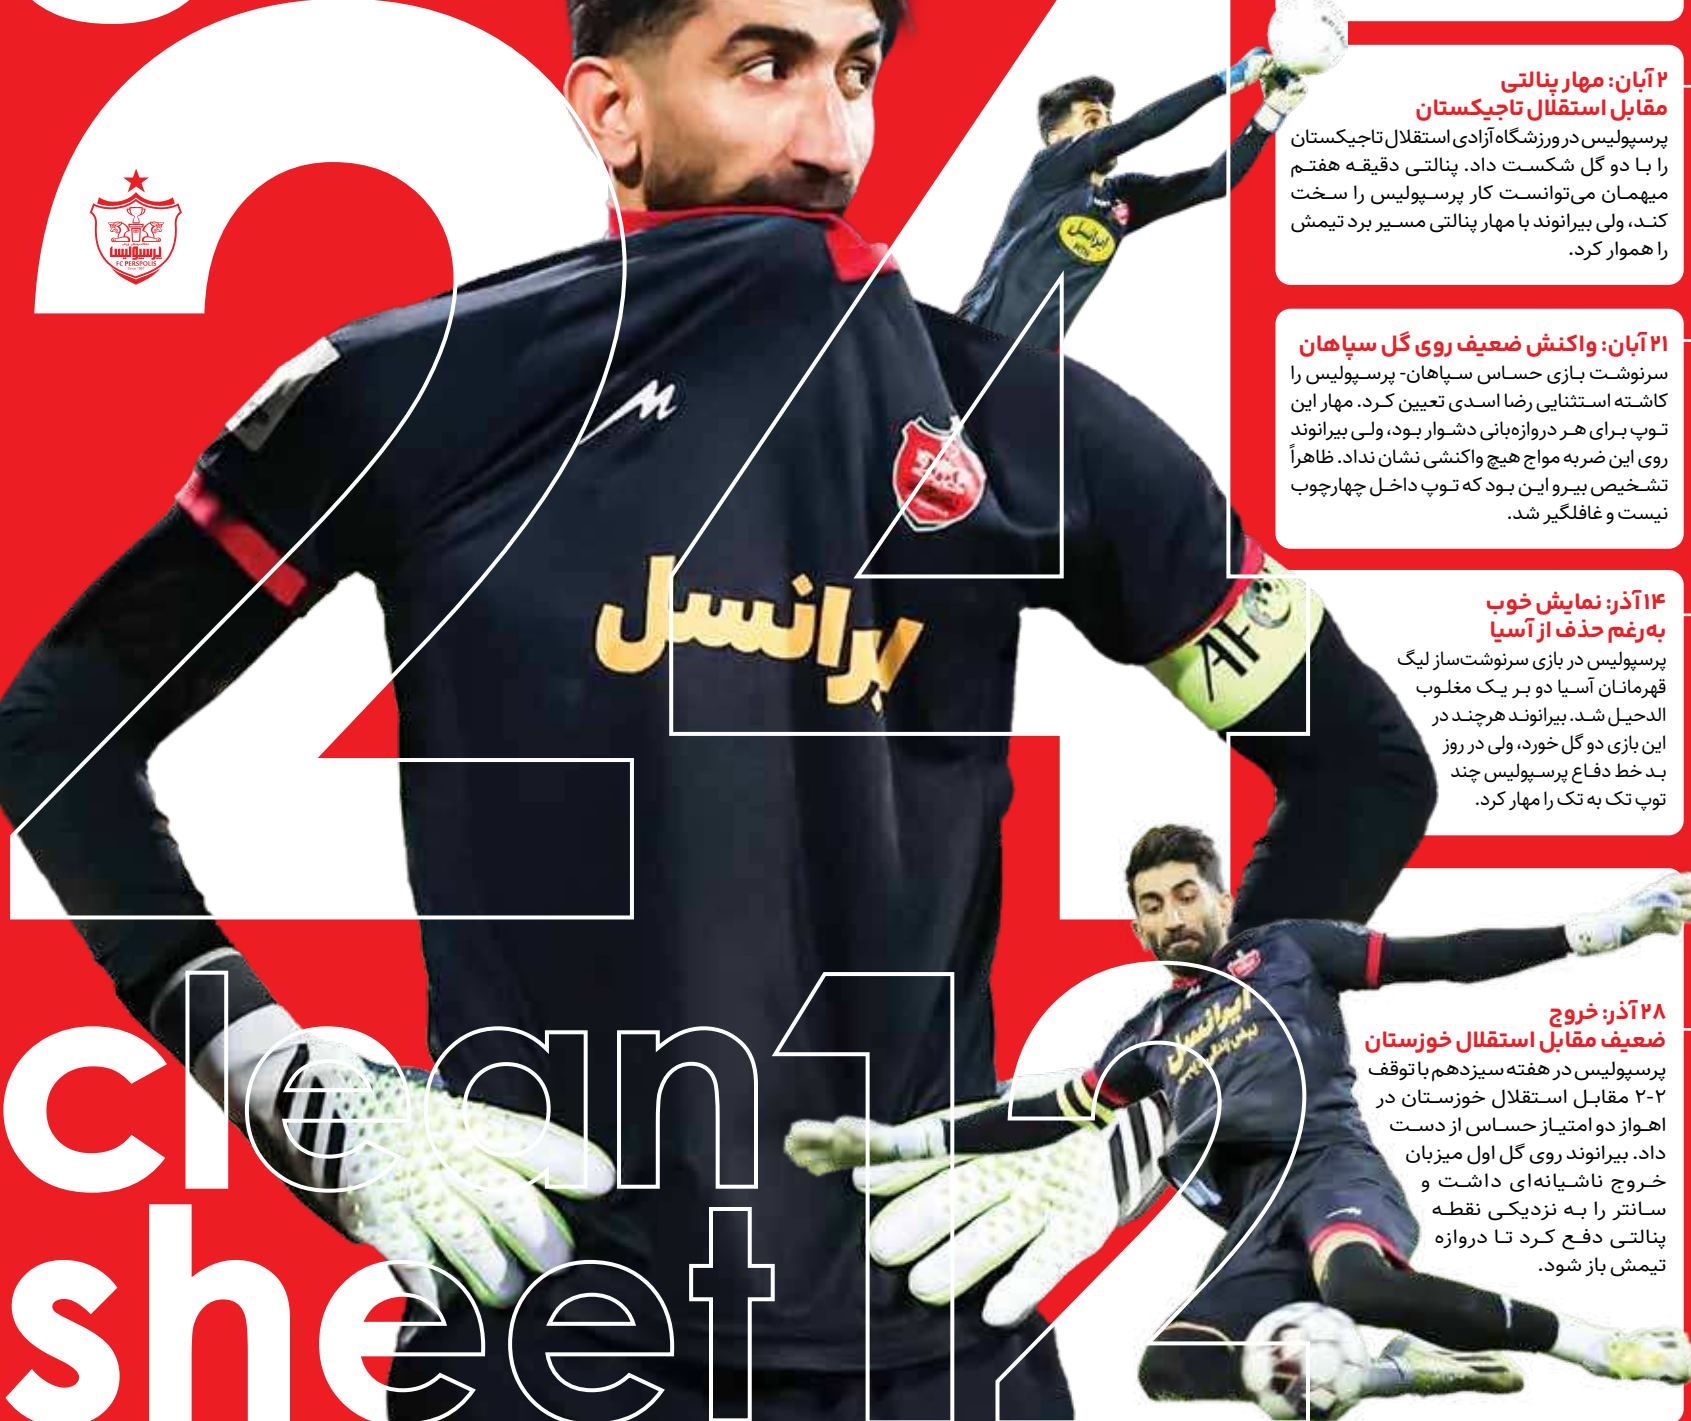 ۲ آبان: مهار پنالتی
مقابل استقلال تاجیکستان
پرسپولیس در ورزشگاه آزادی استقلال تاجیکستان
را با دو گل شکست داد. پنالتی دقیقه هفتم
میهمان می‌توانست کار پرسپولیس را سخت
کند، ولی بیرانوند با مهار پنالتی مسیر برد تیمش
را هموار کرد.
۲۱ آبان: واکنش ضعیف روی گل سپاهان
سرنوشت بازی حساس سپاهان- پرسپولیس را
کاشته استثنایی رضا اسدی تعیین کرد. مهار این
توپ برای هر دروازه‌بانی دشوار بود، ولی بیرانوند
روی این ضربه مواج هیچ واکنشی نشان نداد. ظاهراً
تشخیص بیرو این بود که توپ داخل چهارچوب
نیست و غافلگیر شد.
۱۴ آذر: نمایش خوب
به‌رغم حذف از آسیا
پرسپولیس در بازی سرنوشت‌ساز لیگ
قهرمانان آسیا دو بر یک مغلوب
الدحیل شد. بیرانوند هرچند در
این بازی دو گل خورد، ولی در روز
بد خط دفاع پرسپولیس چند
توپ تک به تک را مهار کرد.
۲۸ آذر: خروج
ضعیف مقابل استقلال خوزستان
پرسپولیس در هفته سیزدهم با توقف
۲-۲ مقابل استقلال خوزستان در
اهواز دو امتیاز حساس از دست
داد. بیرانوند روی گل اول میزبان
خروج ناشیانه‌ای داشت و
سانتر را به نزدیکی نقطه
پنالتی دفع کرد تا دروازه
تیمش باز شود.
24
پرسپولیس
FC PERSPOLIS
ایرانسل
ایرانسل
AFC
ایرانسل
clean
sheet
12